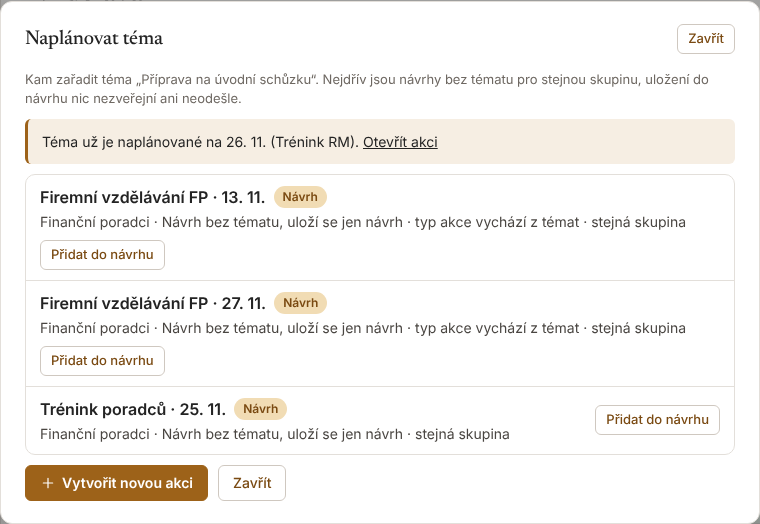 Naplánovat téma
Zavřít
Kam zařadit téma „Příprava na úvodní schůzku“. Nejdřív jsou návrhy bez tématu pro stejnou skupinu, uložení do
návrhu nic nezveřejní ani neodešle.
Téma už je naplánované na 26. 11. (Trénink RM). Otevřít akci
Firemní vzdělávání FP · 13. 11. Návrh
Finanční poradci · Návrh bez tématu, uloží se jen návrh · typ akce vychází z témat · stejná skupina
Přidat do návrhu
Firemní vzdělávání FP · 27. 11. Návrh
Finanční poradci · Návrh bez tématu, uloží se jen návrh · typ akce vychází z témat · stejná skupina
Přidat do návrhu
Trénink poradců · 25. 11. Návrh
Finanční poradci · Návrh bez tématu, uloží se jen návrh · stejná skupina
Přidat do návrhu
+ Vytvořit novou akci
Zavřít